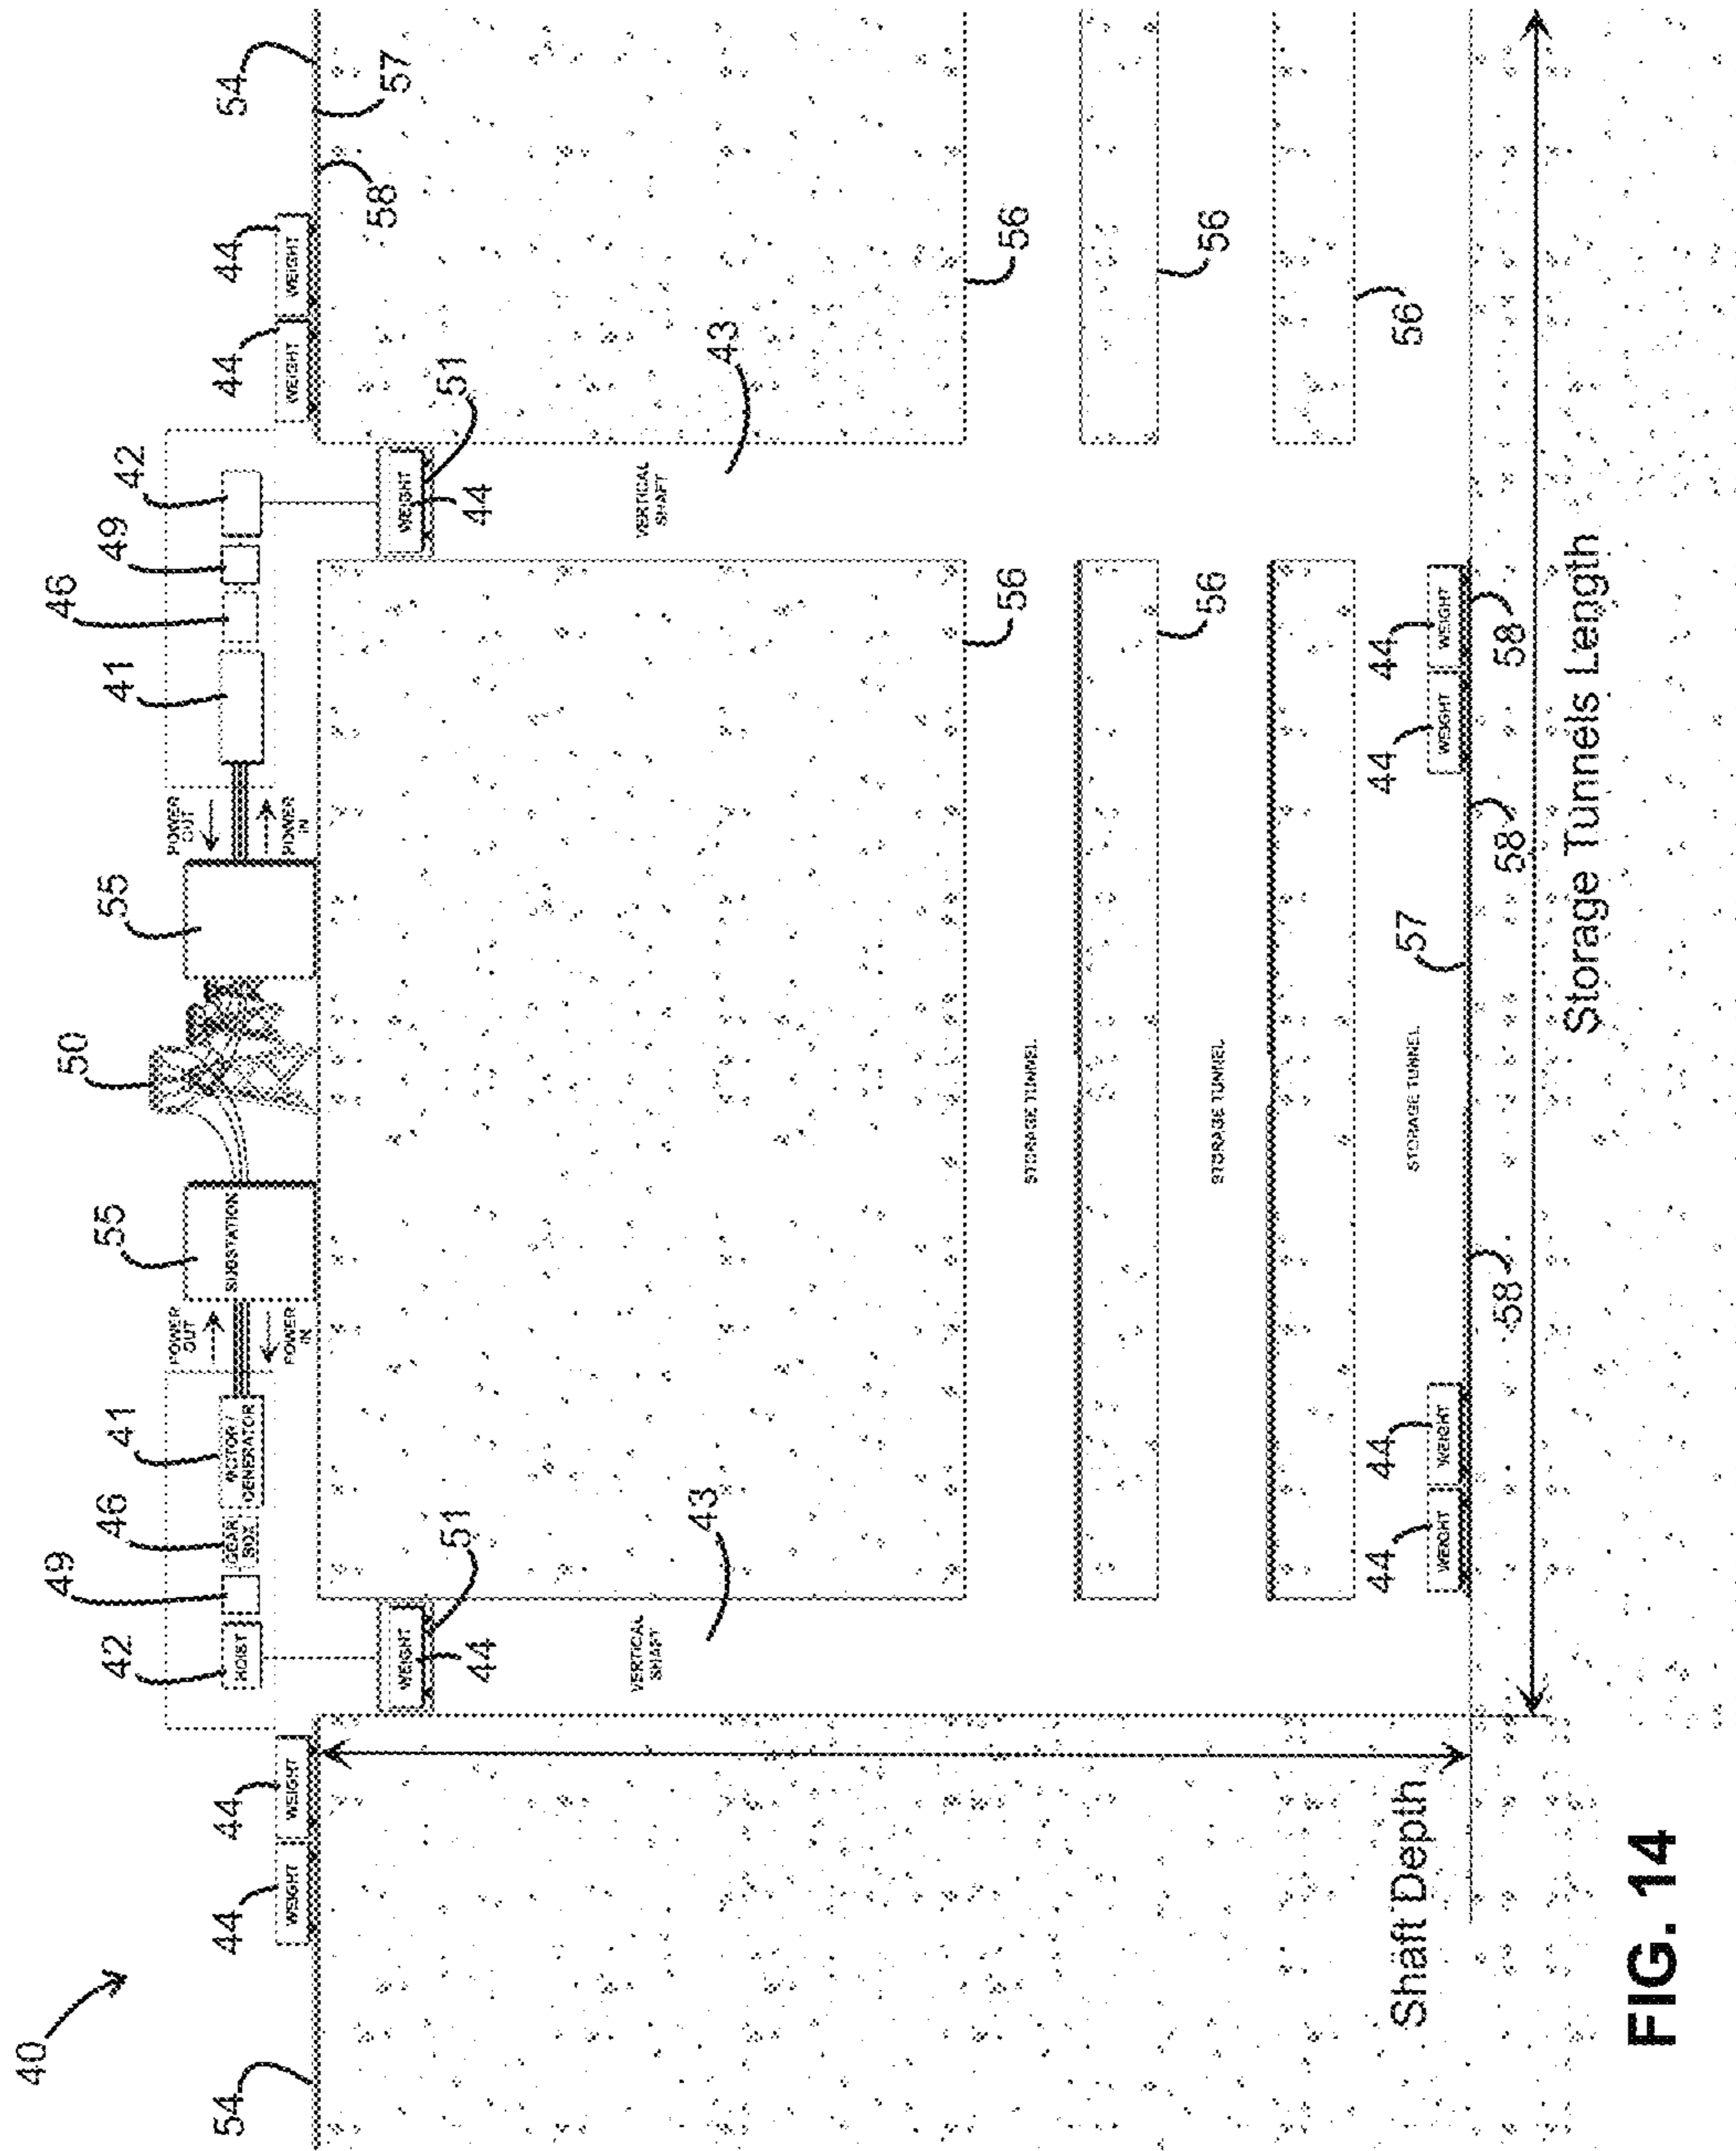 40
42
49
46
41
55
50
55
41
46
49
42
54
44
44
HOIST
GEAR
BOX
MOTOR /
GENERATOR
POWER
OUT
POWER
IN
SUBSTATION
POWER
OUT
POWER
IN
44
44
54
WEIGHT
WEIGHT
WEIGHT
WEIGHT
58
57
WEIGHT
44
51
WEIGHT
44
51
VERTICAL
SHAFT
43
VERTICAL
SHAFT
43
56
56
STORAGE TUNNEL
56
56
STORAGE TUNNEL
56
44
44
57
44
44
Shaft Depth
WEIGHT
WEIGHT
STORAGE TUNNEL
WEIGHT
WEIGHT
58
58
58
Storage Tunnels Length
FIG. 14